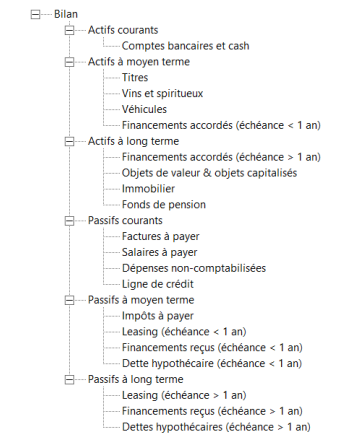 Bilan
Actifs courants
Comptes bancaires et cash
Actifs à moyen terme
Titres
Vins et spiritueux
Véhicules
Financements accordés (échéance < 1 an)
Actifs à long terme
Financements accordés (échéance > 1 an)
Objets de valeur & objets capitalisés
Immobilier
Fonds de pension
Passifs courants
Factures à payer
Salaires à payer
Dépenses non-comptabilisées
Ligne de crédit
Passifs à moyen terme
Impôts à payer
Leasing (échéance < 1 an)
Financements reçus (échéance < 1 an)
Dette hypothécaire (échéance < 1 an)
Passifs à long terme
Leasing (échéance > 1 an)
Financements reçus (échéance > 1 an)
Dettes hypothécaires (échéance > 1 an)